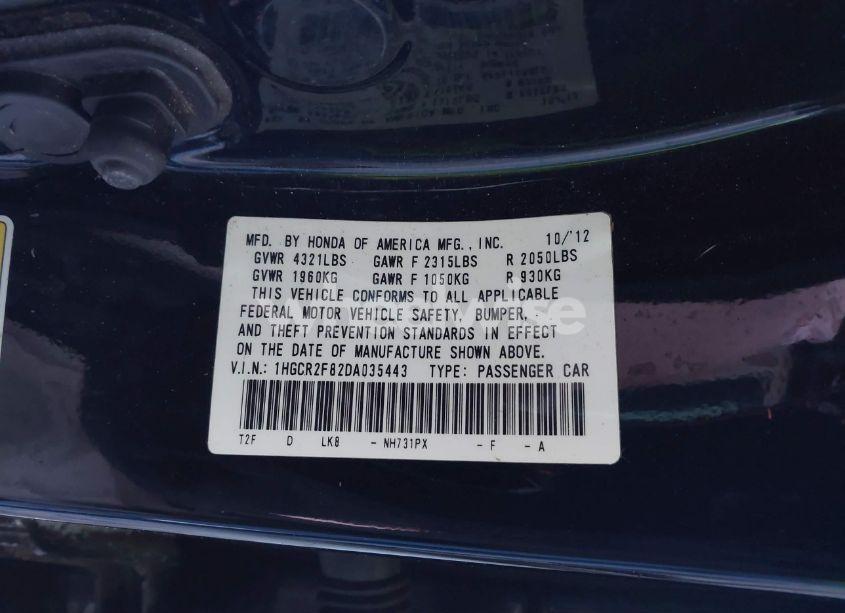 MFD. BY HONDA OF AMERICA MFG., INC. 10/'12
GVWR 4321LBS GAWR F 2315LBS R 2050LBS
GVWR 1960KG GAWR F 1050KG R 930KG
THIS VEHICLE CONFORMS TO ALL APPLICABLE
FEDERAL MOTOR VEHICLE SAFETY, BUMPER,
AND THEFT PREVENTION STANDARDS IN EFFECT
ON THE DATE OF MANUFACTURE SHOWN ABOVE.
V.I.N.: 1HGCR2F82DA035443 TYPE: PASSENGER CAR
T2F D LK8 - NH731PX - F - A